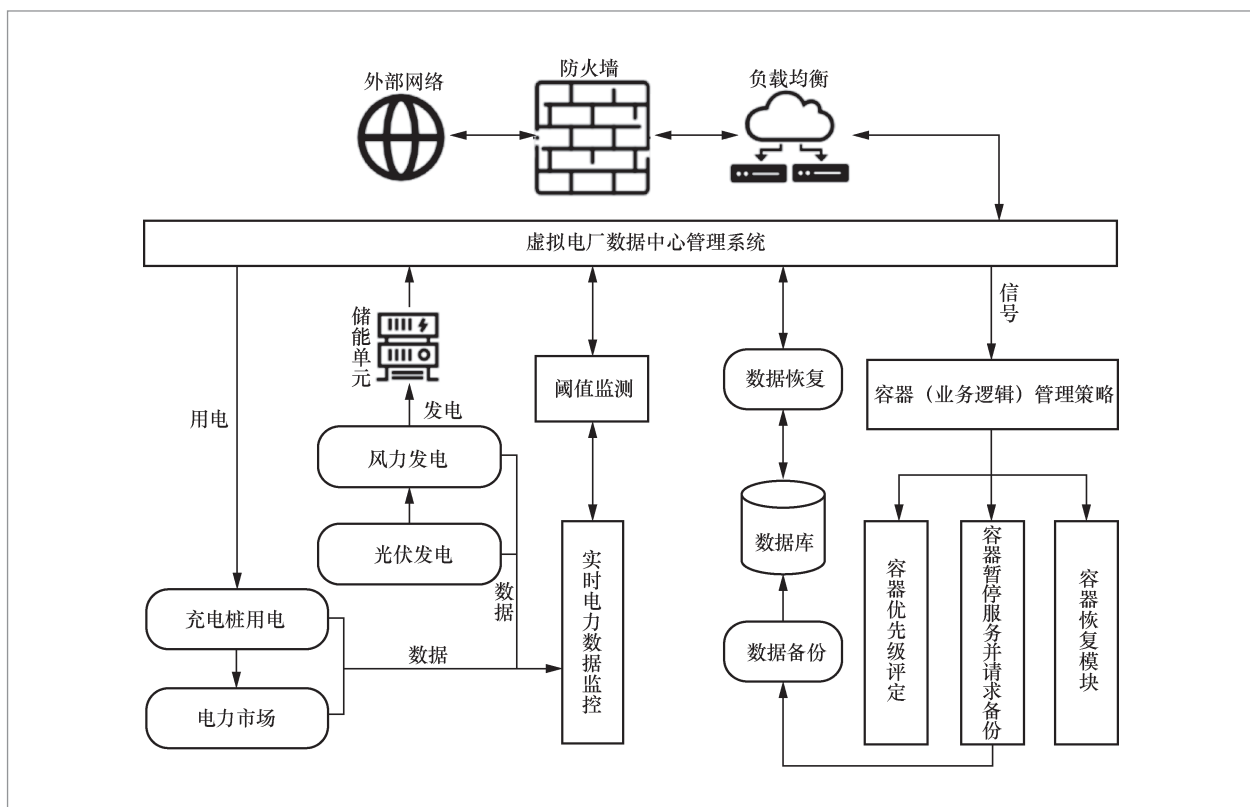 外部网络
防火墙
负载均衡
虚拟电厂数据中心管理系统
用电
储能单元
发电
风力发电
光伏发电
数据
充电桩用电
电力市场
数据
阈值监测
实时电力数据监控
数据恢复
数据库
数据备份
信号
容器（业务逻辑）管理策略
容器优先级评定
容器暂停服务并请求备份
容器恢复模块